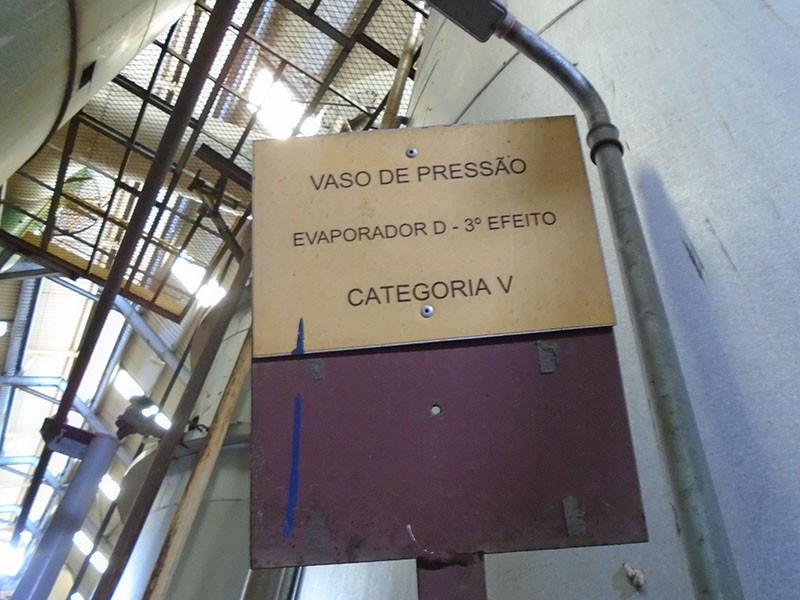 VASO DE PRESSÃO
EVAPORADOR D - 3º EFEITO
CATEGORIA V